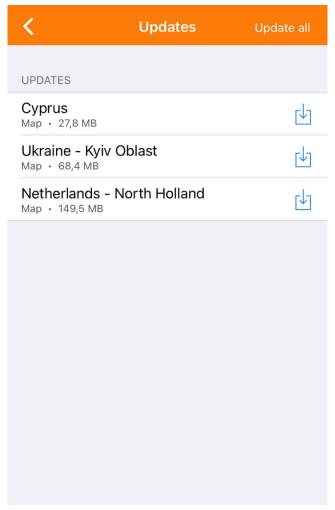 Updates Update all
UPDATES
Cyprus
Map • 27,8 MB
Ukraine - Kyiv Oblast
Map • 68,4 MB
Netherlands - North Holland
Map • 149,5 MB